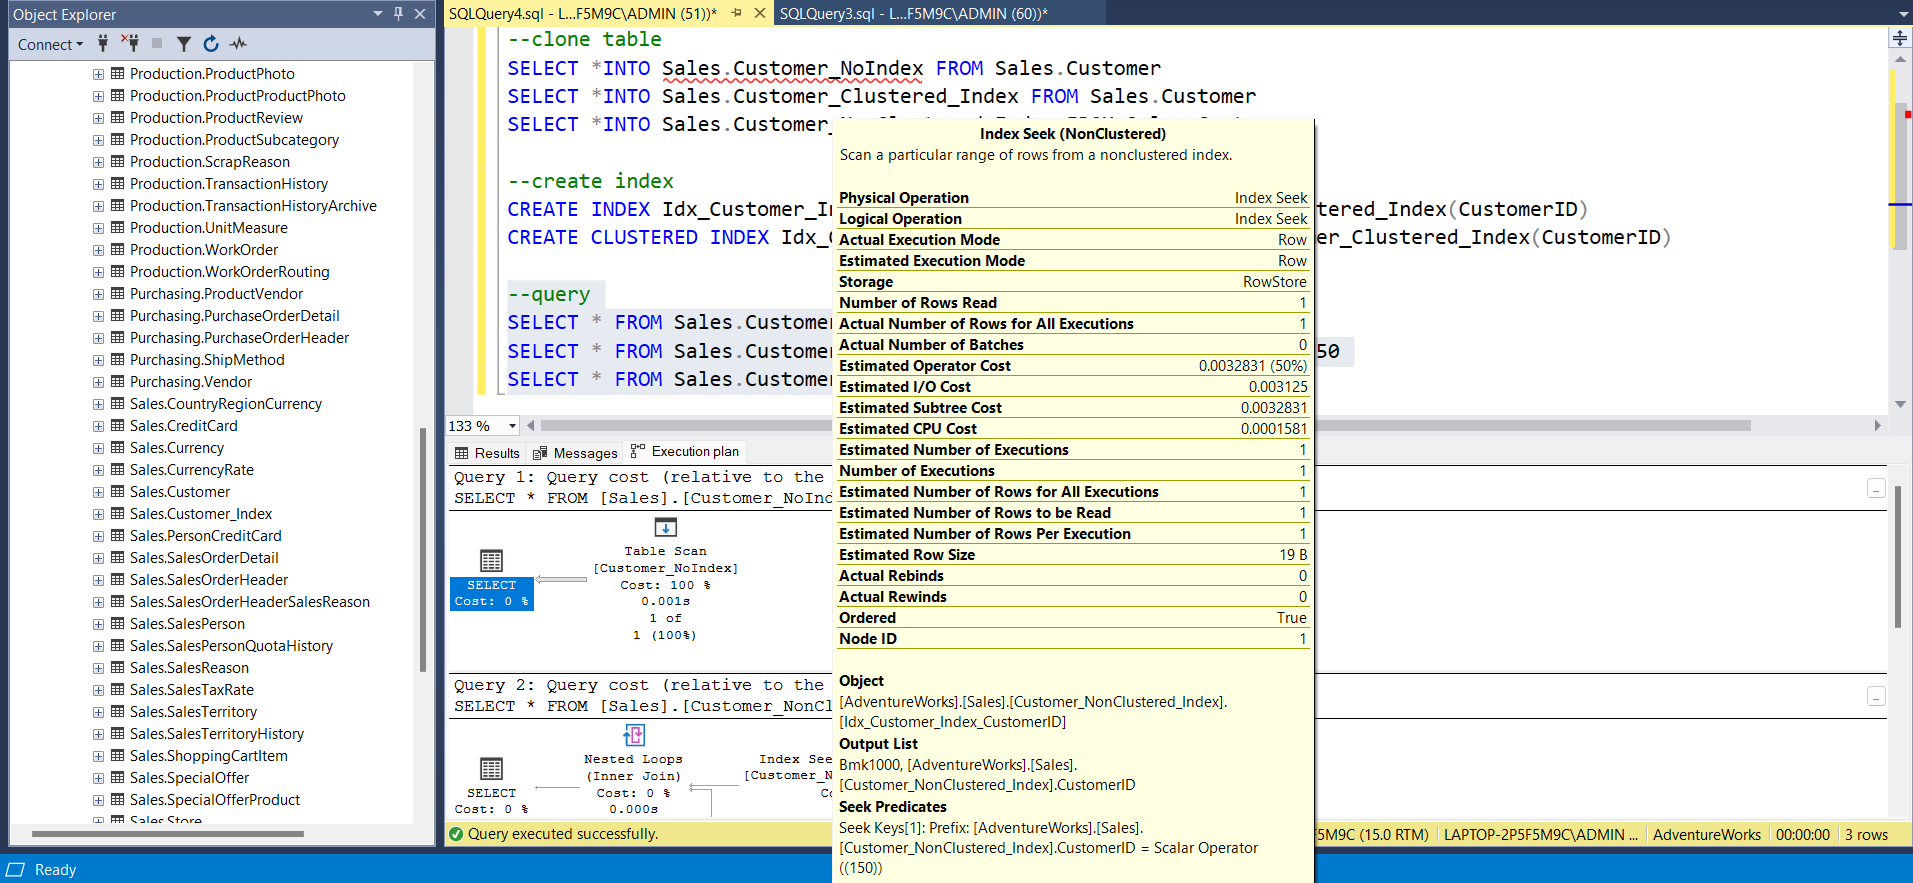 Object Explorer
Connect
Production.ProductPhoto
Production.ProductProductPhoto
Production.ProductReview
Production.ProductSubcategory
Production.ScrapReason
Production.TransactionHistory
Production.TransactionHistoryArchive
Production.UnitMeasure
Production.WorkOrder
Production.WorkOrderRouting
Purchasing.ProductVendor
Purchasing.PurchaseOrderDetail
Purchasing.PurchaseOrderHeader
Purchasing.ShipMethod
Purchasing.Vendor
Sales.CountryRegionCurrency
Sales.CreditCard
Sales.Currency
Sales.CurrencyRate
Sales.Customer
Sales.Customer_Index
Sales.PersonCreditCard
Sales.SalesOrderDetail
Sales.SalesOrderHeader
Sales.SalesOrderHeaderSalesReason
Sales.SalesPerson
Sales.SalesPersonQuotaHistory
Sales.SalesReason
Sales.SalesTaxRate
Sales.SalesTerritory
Sales.SalesTerritoryHistory
Sales.ShoppingCartItem
Sales.SpecialOffer
Sales.SpecialOfferProduct
Sales.Store
SQLQuery4.sql - L...F5M9C\ADMIN (51))* SQLQuery3.sql - L...F5M9C\ADMIN (60))*
--clone table
SELECT *INTO Sales.Customer_NoIndex FROM Sales.Customer
SELECT *INTO Sales.Customer_Clustered_Index FROM Sales.Customer
SELECT *INTO Sales.Customer_
--create index
CREATE INDEX Idx_Customer_In tered_Index(CustomerID)
CREATE CLUSTERED INDEX Idx_C er_Clustered_Index(CustomerID)
--query
SELECT * FROM Sales.Customer
SELECT * FROM Sales.Customer 50
SELECT * FROM Sales.Customer
133 %
Results Messages Execution plan
Query 1: Query cost (relative to the
SELECT * FROM [Sales].[Customer_NoInd
Table Scan
[Customer_NoIndex]
Cost: 100 %
0.001s
1 of
1 (100%)
SELECT
Cost: 0 %
Query 2: Query cost (relative to the
SELECT * FROM [Sales].[Customer_NonCl
Nested Loops
(Inner Join)
Cost: 0 %
0.000s
SELECT
Cost: 0 %
Index See
[Customer_N
Co
Index Seek (NonClustered)
Scan a particular range of rows from a nonclustered index.
Physical Operation Index Seek
Logical Operation Index Seek
Actual Execution Mode Row
Estimated Execution Mode Row
Storage RowStore
Number of Rows Read 1
Actual Number of Rows for All Executions 1
Actual Number of Batches 0
Estimated Operator Cost 0.0032831 (50%)
Estimated I/O Cost 0.003125
Estimated Subtree Cost 0.0032831
Estimated CPU Cost 0.0001581
Estimated Number of Executions 1
Number of Executions 1
Estimated Number of Rows for All Executions 1
Estimated Number of Rows to be Read 1
Estimated Number of Rows Per Execution 1
Estimated Row Size 19 B
Actual Rebinds 0
Actual Rewinds 0
Ordered True
Node ID 1
Object
[AdventureWorks].[Sales].[Customer_NonClustered_Index].
[Idx_Customer_Index_CustomerID]
Output List
Bmk1000, [AdventureWorks].[Sales].
[Customer_NonClustered_Index].CustomerID
Seek Predicates
Seek Keys[1]: Prefix: [AdventureWorks].[Sales].
[Customer_NonClustered_Index].CustomerID = Scalar Operator
((150))
Query executed successfully. F5M9C (15.0 RTM) LAPTOP-2P5F5M9C\ADMIN ... AdventureWorks 00:00:00 3 rows
Ready